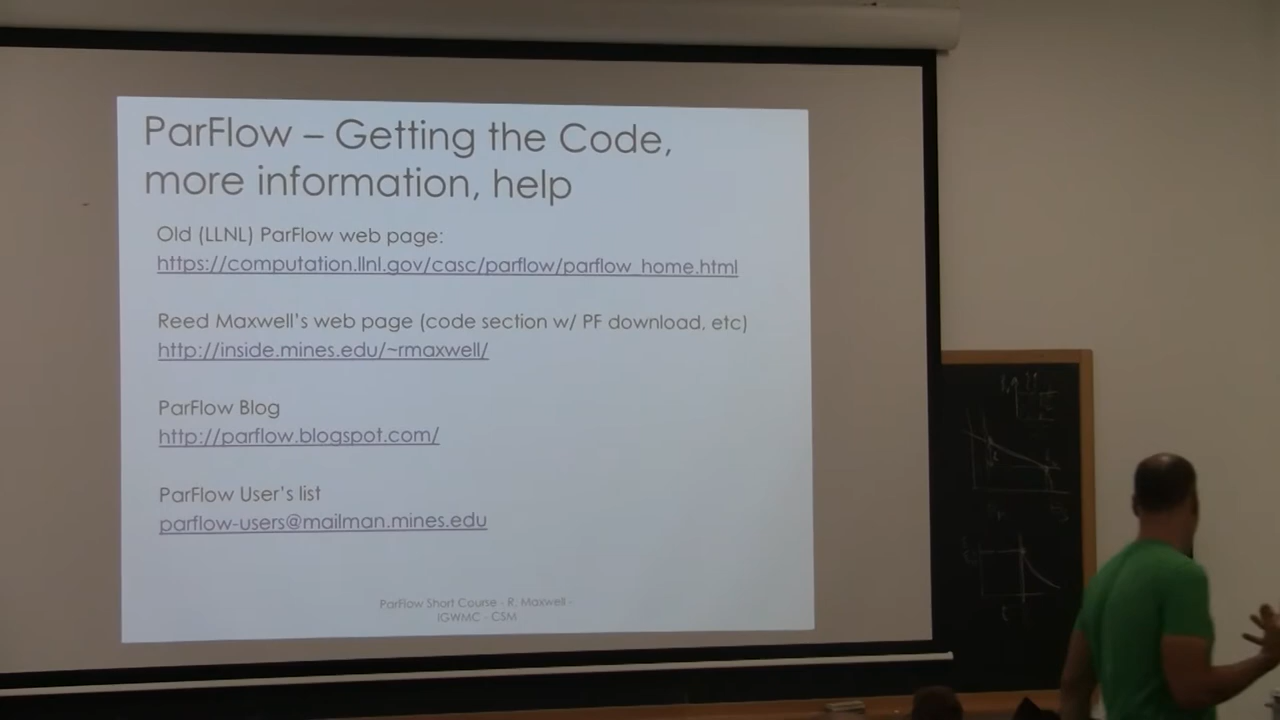 ParFlow – Getting the Code,
more information, help
Old (LLNL) ParFlow web page:
https://computation.llnl.gov/casc/parflow/parflow_home.html
Reed Maxwell's web page (code section w/ PF download, etc)
http://inside.mines.edu/~rmaxwell/
ParFlow Blog
http://parflow.blogspot.com/
ParFlow User's list
parflow-users@mailman.mines.edu
ParFlow Short Course - R. Maxwell -
IGWMC - CSM